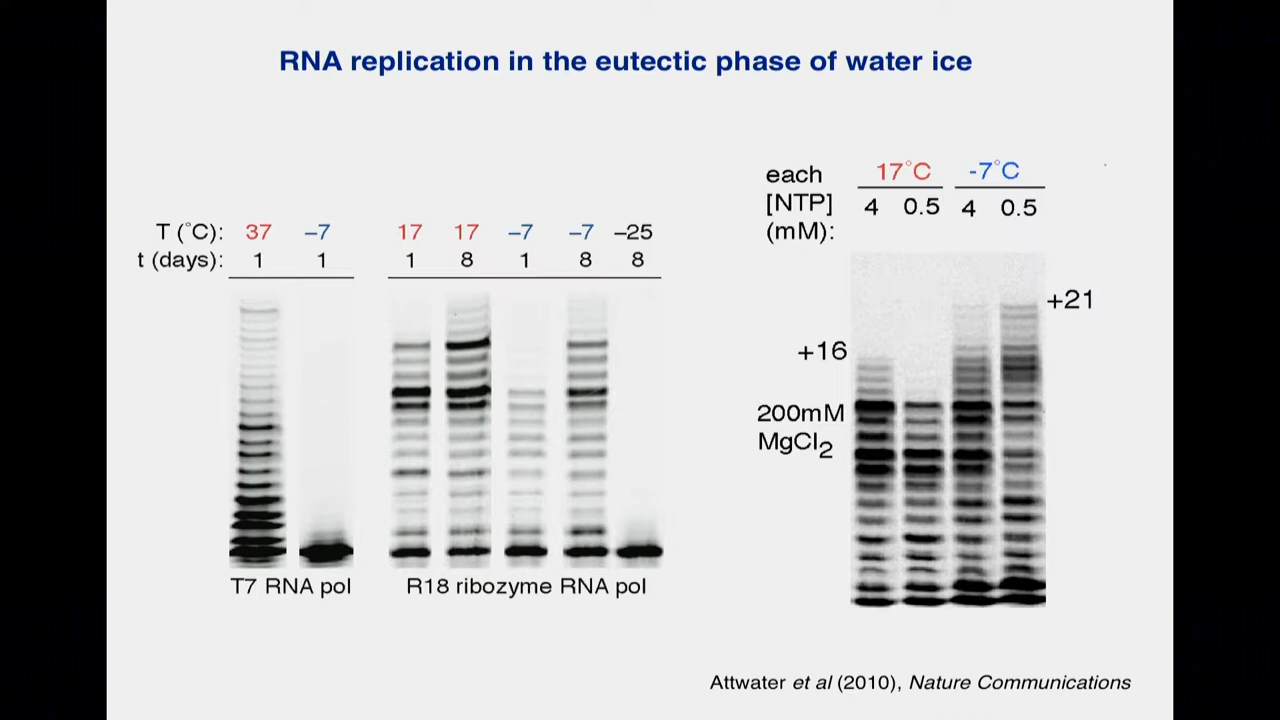 RNA replication in the eutectic phase of water ice
T (°C): 37 –7 17 17 –7 –7 –25
t (days): 1 1 1 8 1 8 8
T7 RNA pol
R18 ribozyme RNA pol
each 17°C -7°C
[NTP] 4 0.5 4 0.5
(mM):
+21
+16
200mM
MgCl2
Attwater et al (2010), Nature Communications